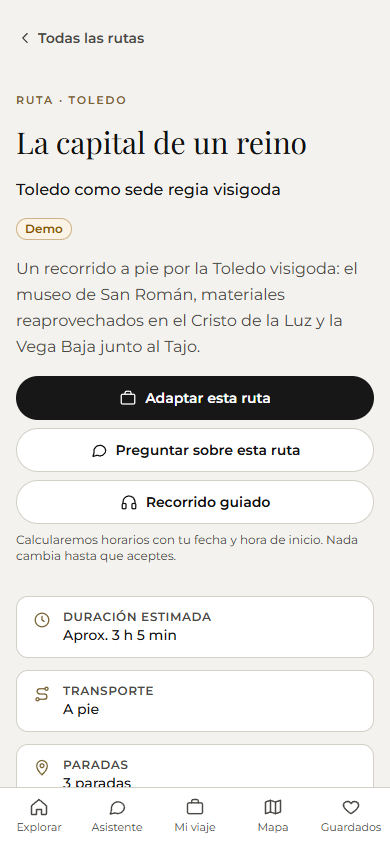 Todas las rutas
RUTA · TOLEDO
La capital de un reino
Toledo como sede regia visigoda
Demo
Un recorrido a pie por la Toledo visigoda: el
museo de San Román, materiales
reaprovechados en el Cristo de la Luz y la
Vega Baja junto al Tajo.
Adaptar esta ruta
Preguntar sobre esta ruta
Recorrido guiado
Calcularemos horarios con tu fecha y hora de inicio. Nada
cambia hasta que aceptes.
DURACIÓN ESTIMADA
Aprox. 3 h 5 min
TRANSPORTE
A pie
PARADAS
3 paradas
Explorar
Asistente
Mi viaje
Mapa
Guardados